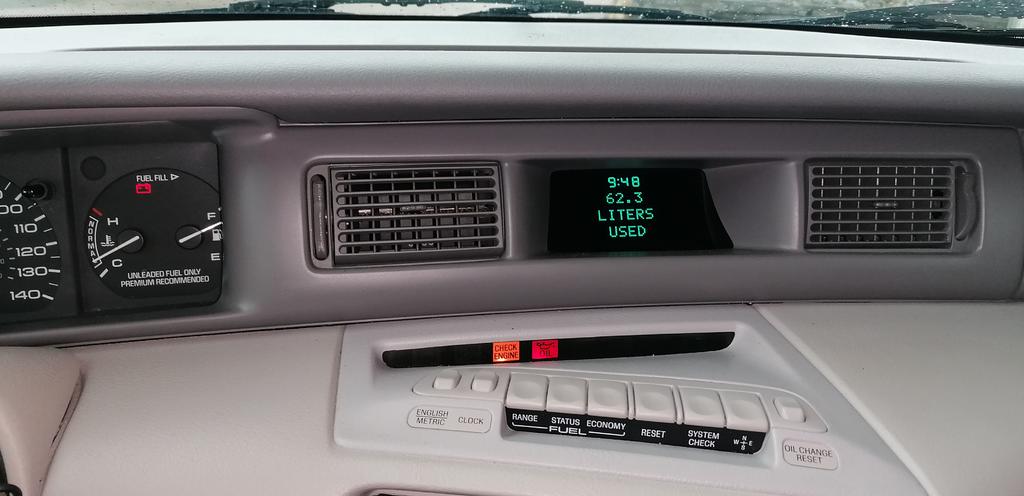 9:48
62.3
LITERS
USED
FUEL FILL
H
NORMAL
C
F
E
UNLEADED FUEL ONLY
PREMIUM RECOMMENDED
110
120
130
140
CHECK
ENGINE
OIL
ENGLISH
METRIC
CLOCK
RANGE
STATUS
ECONOMY
FUEL
RESET
SYSTEM
CHECK
N
W E
S
OIL CHANGE
RESET